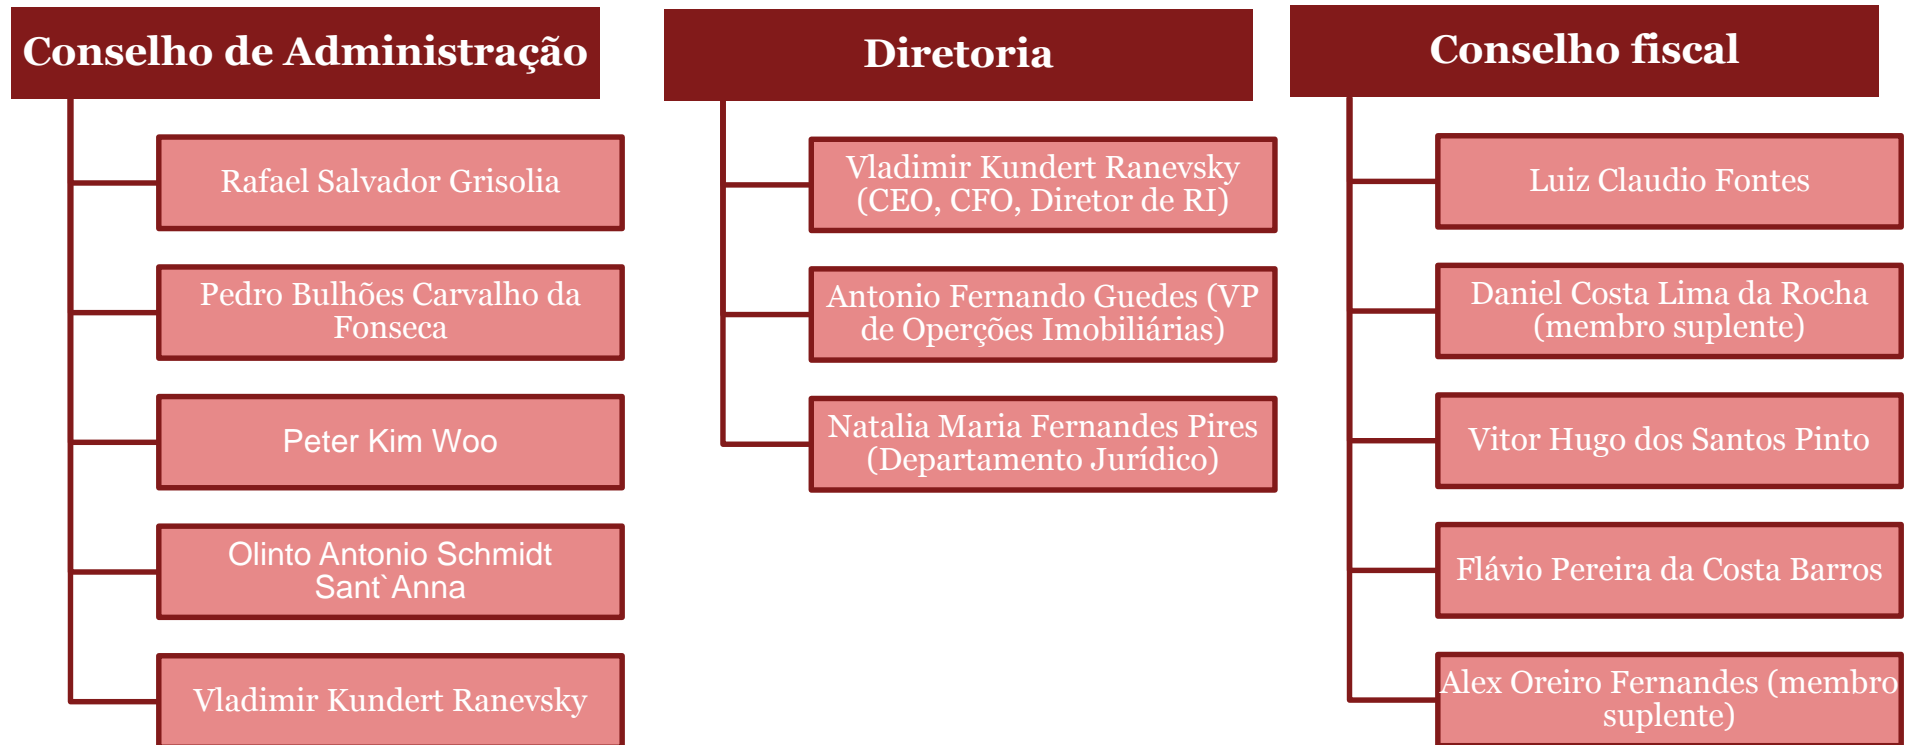 Conselho de Administração
Rafael Salvador Grisolia
Pedro Bulhões Carvalho da
Fonseca
Peter Kim Woo
Olinto Antonio Schmidt
Sant`Anna
Vladimir Kundert Ranevsky
Diretoria
Vladimir Kundert Ranevsky
(CEO, CFO, Diretor de RI)
Antonio Fernando Guedes (VP
de Operções Imobiliárias)
Natalia Maria Fernandes Pires
(Departamento Jurídico)
Conselho fiscal
Luiz Claudio Fontes
Daniel Costa Lima da Rocha
(membro suplente)
Vitor Hugo dos Santos Pinto
Flávio Pereira da Costa Barros
Alex Oreiro Fernandes (membro
suplente)